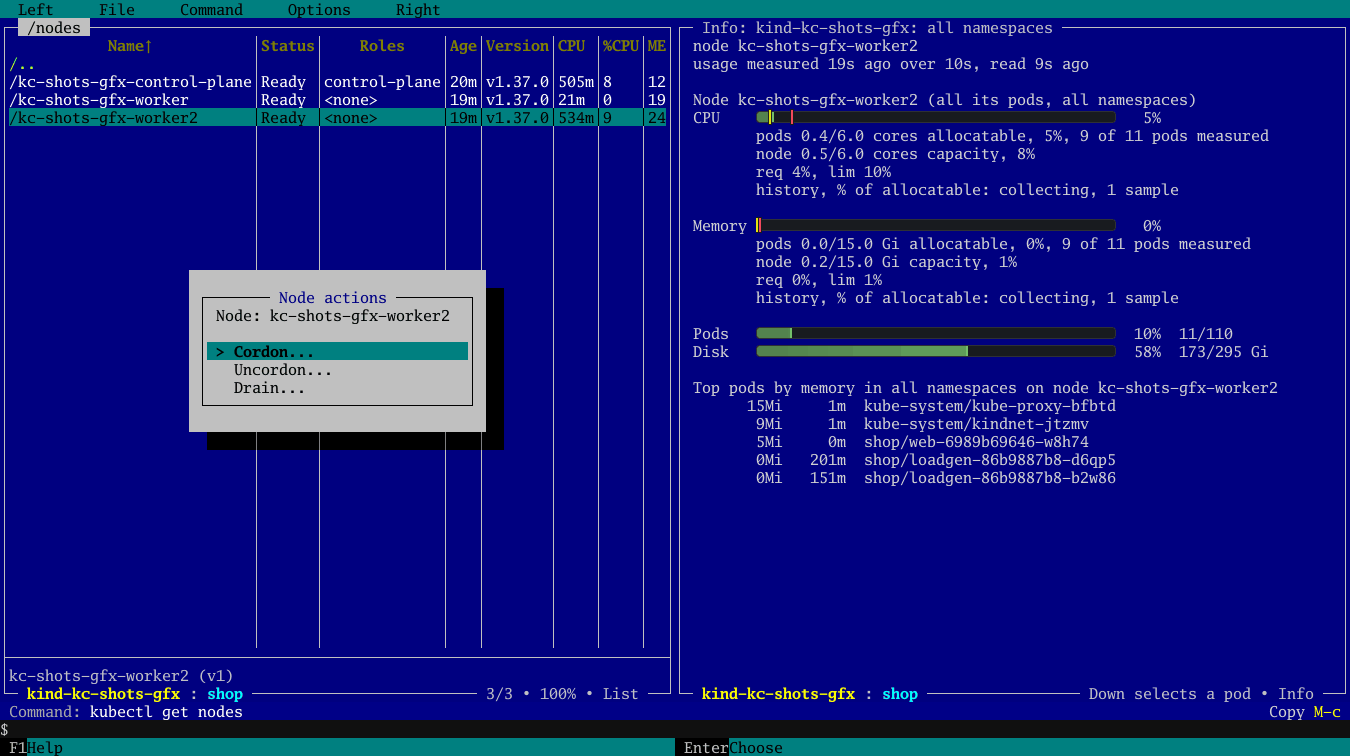 Left File Command Options Right
/nodes
Name↑ Status Roles Age Version CPU %CPU ME
/..
/kc-shots-gfx-control-plane Ready control-plane 20m v1.37.0 505m 8 12
/kc-shots-gfx-worker Ready <none> 19m v1.37.0 21m 0 19
/kc-shots-gfx-worker2 Ready <none> 19m v1.37.0 534m 9 24
Node actions
Node: kc-shots-gfx-worker2
> Cordon...
Uncordon...
Drain...
kc-shots-gfx-worker2 (v1)
kind-kc-shots-gfx : shop 3/3 • 100% • List
Info: kind-kc-shots-gfx: all namespaces
node kc-shots-gfx-worker2
usage measured 19s ago over 10s, read 9s ago
Node kc-shots-gfx-worker2 (all its pods, all namespaces)
CPU 5%
pods 0.4/6.0 cores allocatable, 5%, 9 of 11 pods measured
node 0.5/6.0 cores capacity, 8%
req 4%, lim 10%
history, % of allocatable: collecting, 1 sample
Memory 0%
pods 0.0/15.0 Gi allocatable, 0%, 9 of 11 pods measured
node 0.2/15.0 Gi capacity, 1%
req 0%, lim 1%
history, % of allocatable: collecting, 1 sample
Pods 10% 11/110
Disk 58% 173/295 Gi
Top pods by memory in all namespaces on node kc-shots-gfx-worker2
15Mi 1m kube-system/kube-proxy-bfbtd
9Mi 1m kube-system/kindnet-jtzmv
5Mi 0m shop/web-6989b69646-w8h74
0Mi 201m shop/loadgen-86b9887b8-d6qp5
0Mi 151m shop/loadgen-86b9887b8-b2w86
kind-kc-shots-gfx : shop Down selects a pod • Info
Command: kubectl get nodes Copy M-c
$
F1Help EnterChoose